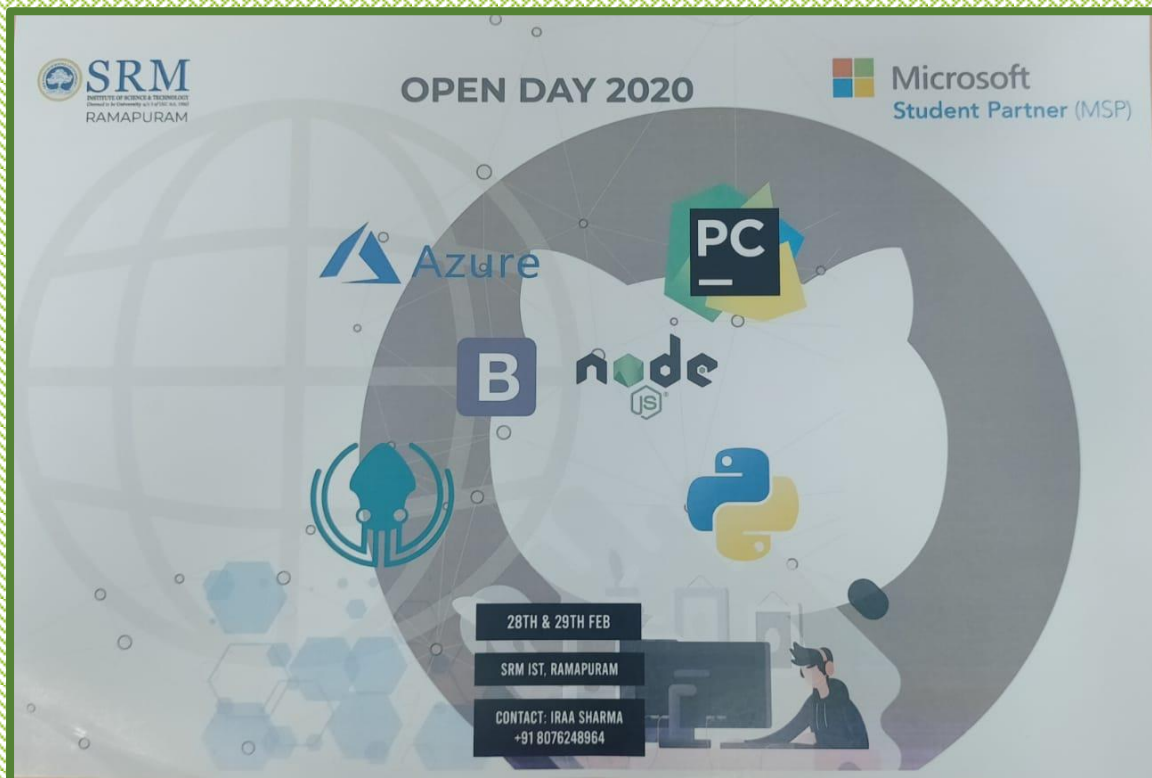 SRM
INSTITUTE OF SCIENCE & TECHNOLOGY
RAMAPURAM
OPEN DAY 2020
Microsoft
Student Partner (MSP)
Azure
PC
B
node
JS
28TH & 29TH FEB
SRM IST, RAMAPURAM
CONTACT: IRAA SHARMA
+91 8076248964